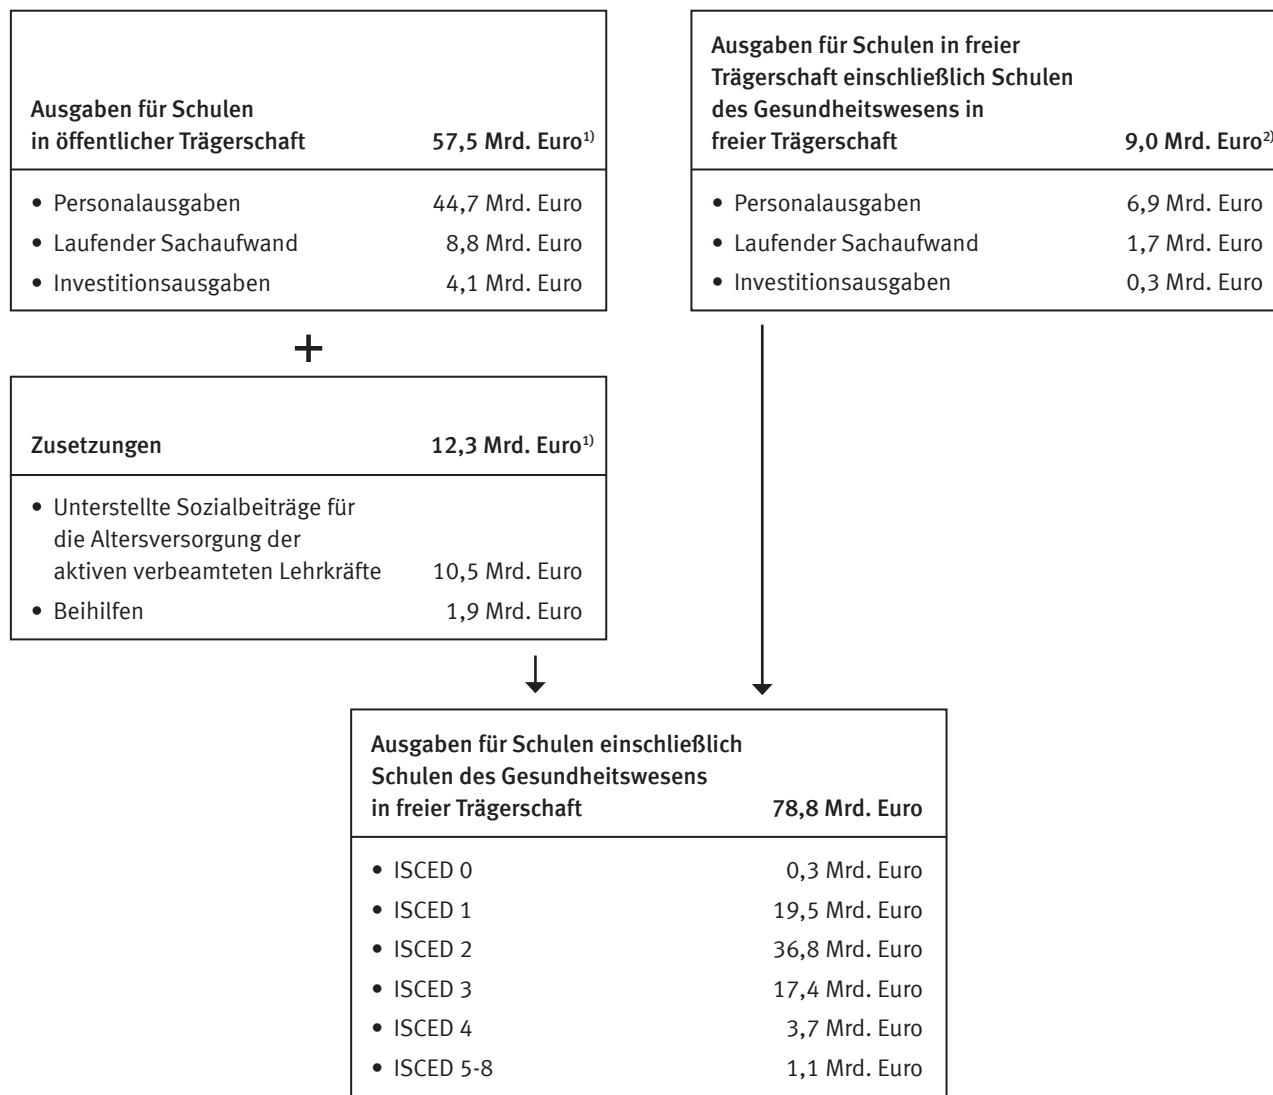 Ausgaben für Schulen
in öffentlicher Trägerschaft 57,5 Mrd. Euro1)
• Personalausgaben 44,7 Mrd. Euro
• Laufender Sachaufwand 8,8 Mrd. Euro
• Investitionsausgaben 4,1 Mrd. Euro
+
Zusetzungen 12,3 Mrd. Euro1)
• Unterstellte Sozialbeiträge für
die Altersversorgung der
aktiven verbeamteten Lehrkräfte 10,5 Mrd. Euro
• Beihilfen 1,9 Mrd. Euro
Ausgaben für Schulen in freier
Trägerschaft einschließlich Schulen
des Gesundheitswesens in
freier Trägerschaft 9,0 Mrd. Euro2)
• Personalausgaben 6,9 Mrd. Euro
• Laufender Sachaufwand 1,7 Mrd. Euro
• Investitionsausgaben 0,3 Mrd. Euro
Ausgaben für Schulen einschließlich
Schulen des Gesundheitswesens
in freier Trägerschaft 78,8 Mrd. Euro
• ISCED 0 0,3 Mrd. Euro
• ISCED 1 19,5 Mrd. Euro
• ISCED 2 36,8 Mrd. Euro
• ISCED 3 17,4 Mrd. Euro
• ISCED 4 3,7 Mrd. Euro
• ISCED 5-8 1,1 Mrd. Euro